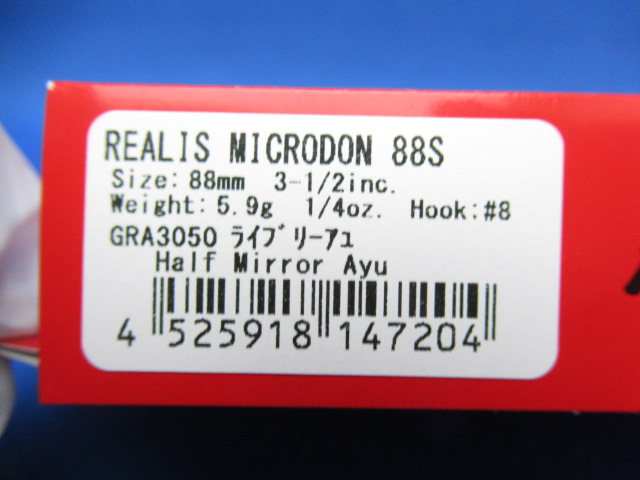 REALIS MICRODON 88S
Size: 88mm 3-1/2inc.
Weight: 5.9g 1/4oz. Hook:#8
GRA3050 ライブリーアユ
Half Mirror Ayu
4 525918 147204